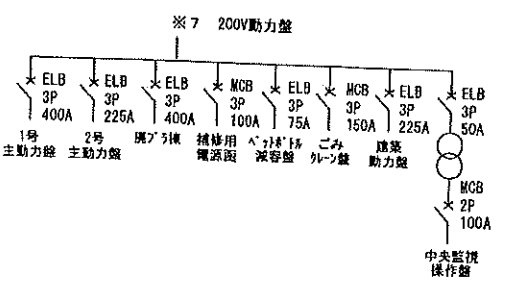 ※7 200V動力盤
ELB
3P
400A
1号
主動力盤
ELB
3P
225A
2号
主動力盤
ELB
3P
400A
廃プラ棟
MCB
3P
100A
補修用
電源函
ELB
3P
75A
ペットボトル
減容盤
MCB
3P
150A
ごみ
クレーン盤
ELB
3P
225A
建築
動力盤
ELB
3P
50A
MCB
2P
100A
中央監視
操作盤